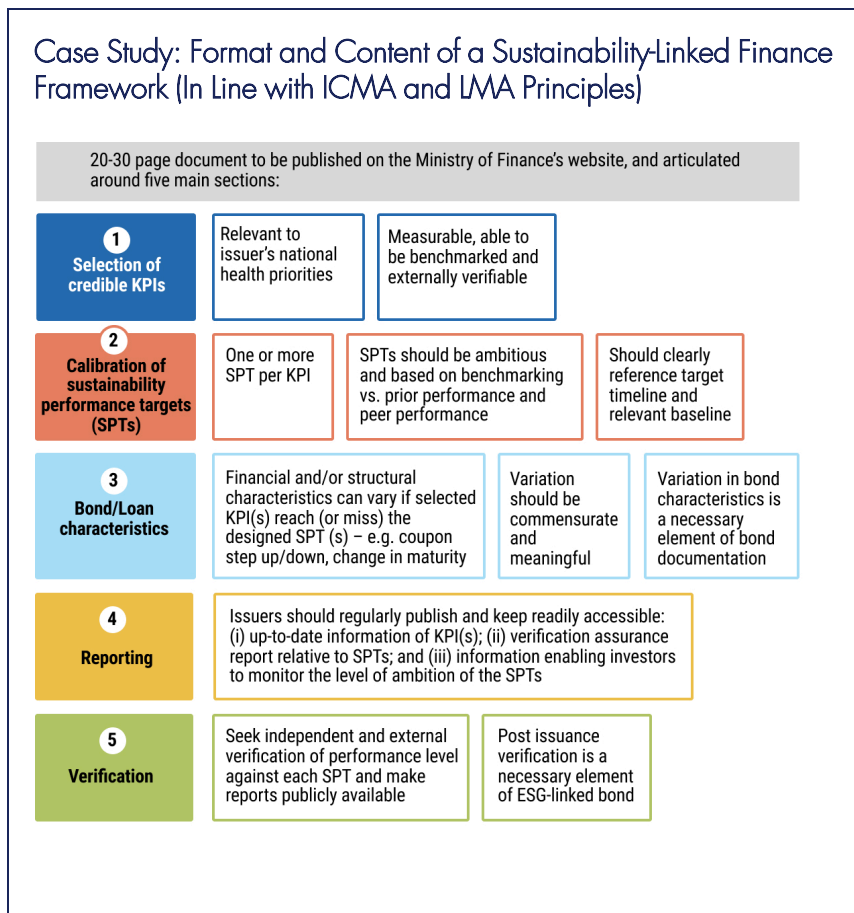 Case Study: Format and Content of a Sustainability-Linked Finance
Framework (In Line with ICMA and LMA Principles)
20-30 page document to be published on the Ministry of Finance's website, and articulated
around five main sections:
1
Selection of
credible KPIs
Relevant to
issuer's national
health priorities
Measurable, able to
be benchmarked and
externally verifiable
2
Calibration of
sustainability
performance targets
(SPTs)
One or more
SPT per KPI
SPTs should be ambitious
and based on benchmarking
vs. prior performance and
peer performance
Should clearly
reference target
timeline and
relevant baseline
3
Bond/Loan
characteristics
Financial and/or structural
characteristics can vary if selected
KPI(s) reach (or miss) the
designed SPT (s) – e.g. coupon
step up/down, change in maturity
Variation
should be
commensurate
and
meaningful
Variation in bond
characteristics is
a necessary
element of bond
documentation
4
Reporting
Issuers should regularly publish and keep readily accessible:
(i) up-to-date information of KPI(s); (ii) verification assurance
report relative to SPTs; and (iii) information enabling investors
to monitor the level of ambition of the SPTs
5
Verification
Seek independent and external
verification of performance level
against each SPT and make
reports publicly available
Post issuance
verification is a
necessary element
of ESG-linked bond